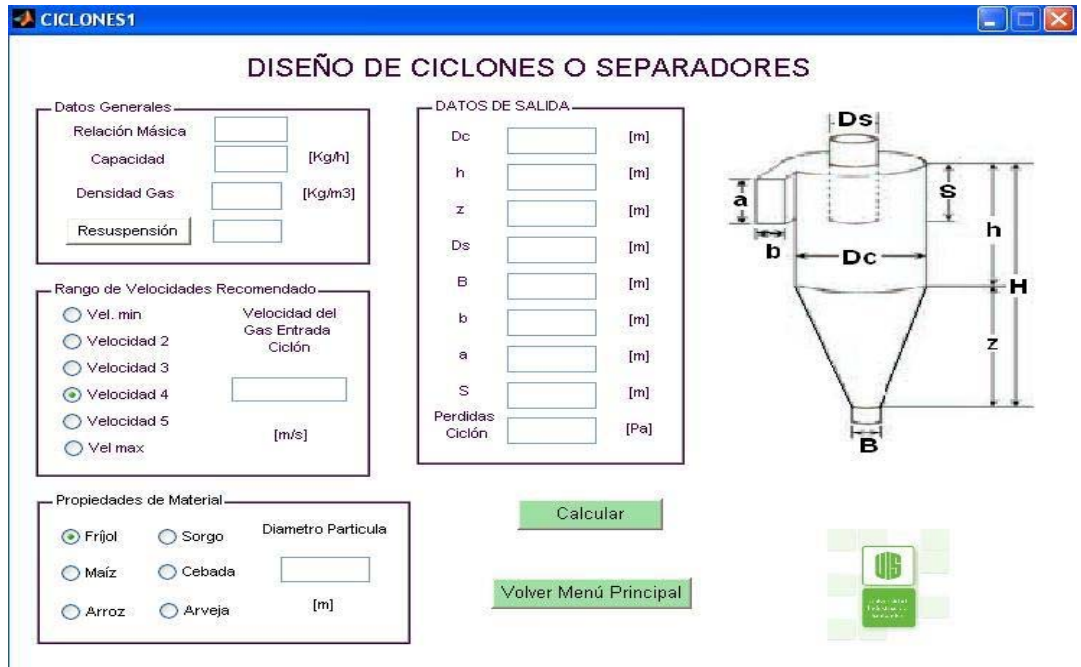 CICLONES1
DISEÑO DE CICLONES O SEPARADORES
Datos Generales
Relación Másica
Capacidad [Kg/h]
Densidad Gas [Kg/m3]
Resuspensión
Rango de Velocidades Recomendado
Vel. min
Velocidad 2
Velocidad 3
Velocidad 4
Velocidad 5
Vel max
Velocidad del
Gas Entrada
Ciclón
[m/s]
Propiedades de Material
Fríjol Sorgo
Maíz Cebada
Arroz Arveja
Diametro Particula
[m]
DATOS DE SALIDA
Dc [m]
h [m]
z [m]
Ds [m]
B [m]
b [m]
a [m]
S [m]
Perdidas
Ciclón [Pa]
Calcular
Volver Menú Principal
Ds
a
S
b
Dc
h
H
z
B
UIS